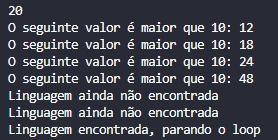 20
O seguinte valor é maior que 10: 12
O seguinte valor é maior que 10: 18
O seguinte valor é maior que 10: 24
O seguinte valor é maior que 10: 48
Linguagem ainda não encontrada
Linguagem ainda não encontrada
Linguagem encontrada, parando o loop